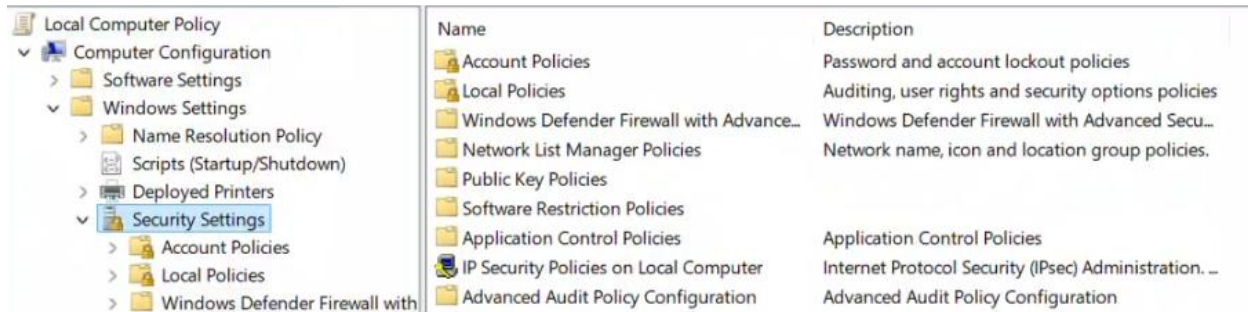 Local Computer Policy
Computer Configuration
Software Settings
Windows Settings
Name Resolution Policy
Scripts (Startup/Shutdown)
Deployed Printers
Security Settings
Account Policies
Local Policies
Windows Defender Firewall with
Name Description
Account Policies Password and account lockout policies
Local Policies Auditing, user rights and security options policies
Windows Defender Firewall with Advance... Windows Defender Firewall with Advanced Secu...
Network List Manager Policies Network name, icon and location group policies.
Public Key Policies
Software Restriction Policies
Application Control Policies Application Control Policies
IP Security Policies on Local Computer Internet Protocol Security (IPsec) Administration. ...
Advanced Audit Policy Configuration Advanced Audit Policy Configuration